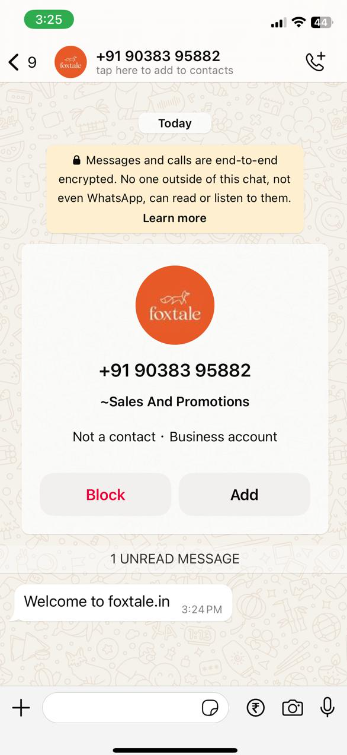 3:25
44
9
foxtale
+91 90383 95882
tap here to add to contacts
Today
Messages and calls are end-to-end
encrypted. No one outside of this chat, not
even WhatsApp, can read or listen to them.
Learn more
foxtale
+91 90383 95882
~Sales And Promotions
Not a contact · Business account
Block
Add
1 UNREAD MESSAGE
Welcome to foxtale.in
3:24 PM
₹